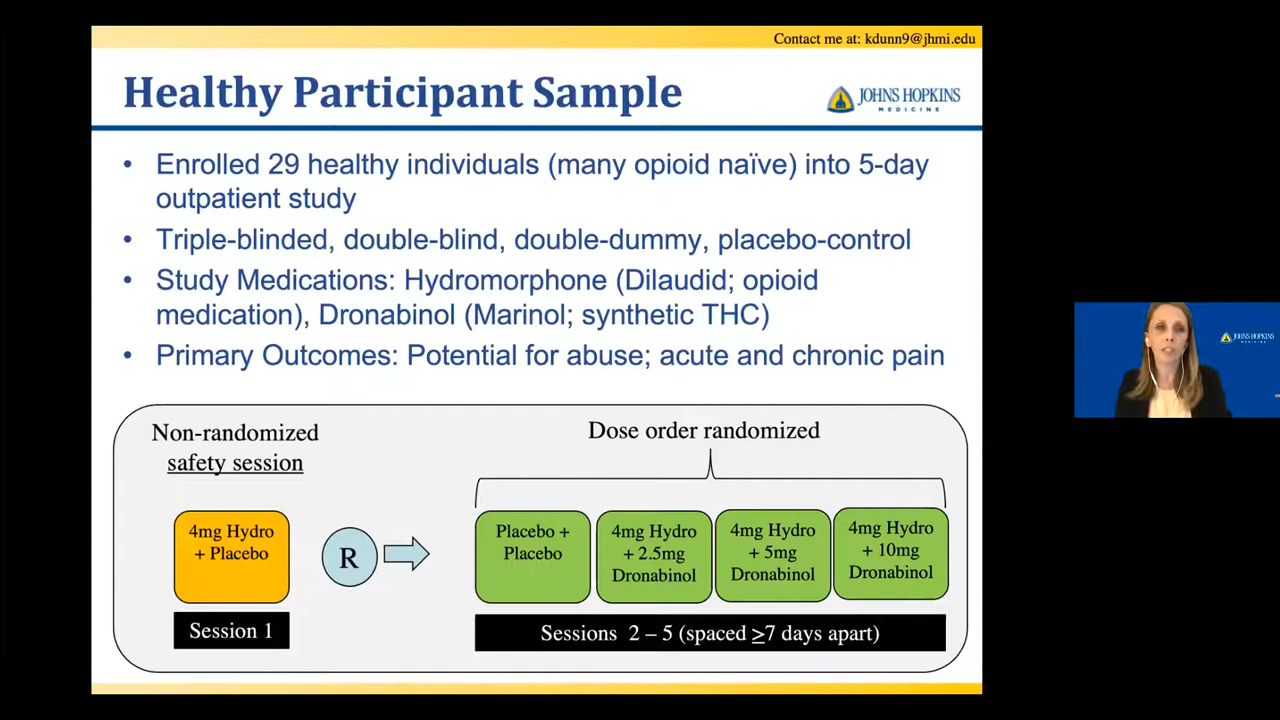 Contact me at: kdunn9@jhmi.edu
Healthy Participant Sample
JOHNS HOPKINS
MEDICINE
• Enrolled 29 healthy individuals (many opioid naïve) into 5-day
outpatient study
• Triple-blinded, double-blind, double-dummy, placebo-control
• Study Medications: Hydromorphone (Dilaudid; opioid
medication), Dronabinol (Marinol; synthetic THC)
• Primary Outcomes: Potential for abuse; acute and chronic pain
Non-randomized
safety session
Dose order randomized
4mg Hydro
+ Placebo
R
Placebo +
Placebo
4mg Hydro
+ 2.5mg
Dronabinol
4mg Hydro
+ 5mg
Dronabinol
4mg Hydro
+ 10mg
Dronabinol
Session 1
Sessions 2 – 5 (spaced ≥7 days apart)
JOHNS HOPKINS
MEDICINE